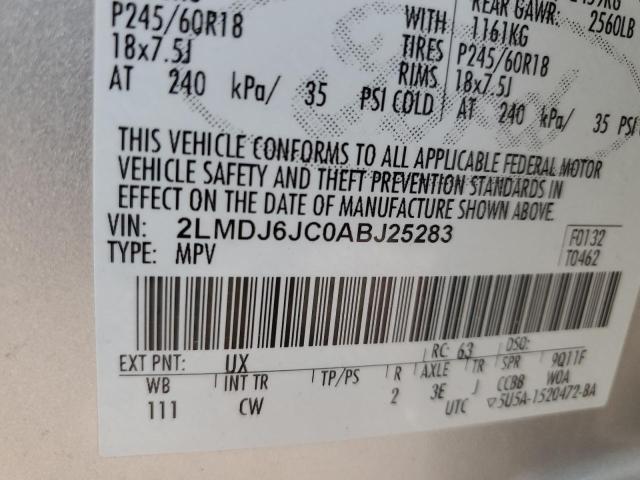 REAR GAWR: 2560LB
P245/60R18 WITH 1161KG
18x7.5J TIRES P245/60R18
AT 240 kPa/ 35 PSI COLD RIMS 18x7.5J
AT 240 kPa/ 35 PSI
THIS VEHICLE CONFORMS TO ALL APPLICABLE FEDERAL MOTOR
VEHICLE SAFETY AND THEFT PREVENTION STANDARDS IN
EFFECT ON THE DATE OF MANUFACTURE SHOWN ABOVE.
VIN: 2LMDJ6JC0ABJ25283 F0132
TYPE: MPV T0462
EXT PNT: UX RC: 63 DSO:
WB INT TR TP/PS R AXLE TR SPR 9Q11F
111 CW 2 3E J CCBB WOA
UTC ▽5U5A-1520472-BA